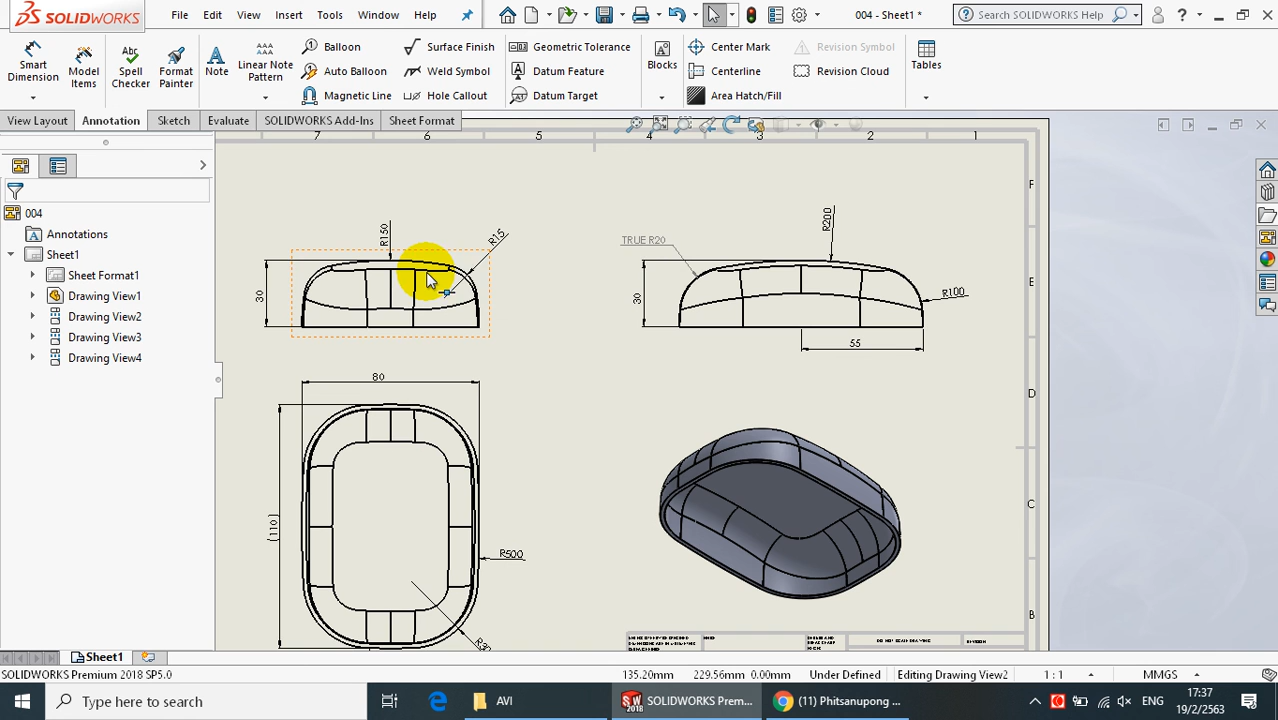 SOLIDWORKS
File Edit View Insert Tools Window Help
004 - Sheet1 *
Search SOLIDWORKS Help
?
Smart Dimension
Model Items
Spell Checker
Format Painter
Note
Linear Note Pattern
Balloon
Auto Balloon
Magnetic Line
Surface Finish
Weld Symbol
Hole Callout
Geometric Tolerance
Datum Feature
Datum Target
Blocks
Center Mark
Centerline
Area Hatch/Fill
Revision Symbol
Revision Cloud
Tables
View Layout Annotation Sketch Evaluate SOLIDWORKS Add-Ins Sheet Format
7 6 5 4 3 2 1
004
Annotations
Sheet1
Sheet Format1
Drawing View1
Drawing View2
Drawing View3
Drawing View4
F
E
D
C
B
R150
R15
30
TRUE R20
R200
30
R100
55
80
(110)
R500
DO NOT SCALE DRAWING
REVISION
Sheet1
SOLIDWORKS Premium 2018 SP5.0
135.20mm 229.56mm 0.00mm Under Defined Editing Drawing View2 1 : 1 MMGS
Type here to search
AVI
SOLIDWORKS Prem...
(11) Phitsanupong ...
ENG
17:37
19/2/2563